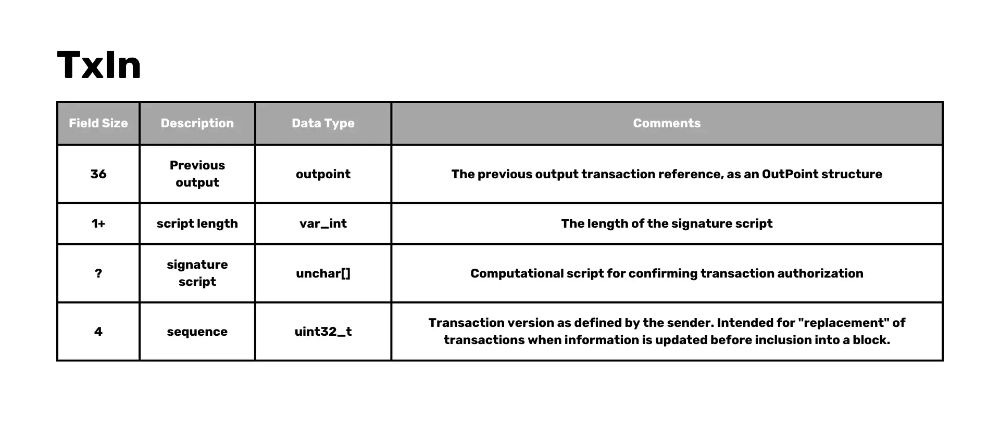 TxIn
Field Size Description Data Type Comments
36 Previous output outpoint The previous output transaction reference, as an OutPoint structure
1+ script length var_int The length of the signature script
? signature script unchar[] Computational script for confirming transaction authorization
4 sequence uint32_t Transaction version as defined by the sender. Intended for "replacement" of transactions when information is updated before inclusion into a block.